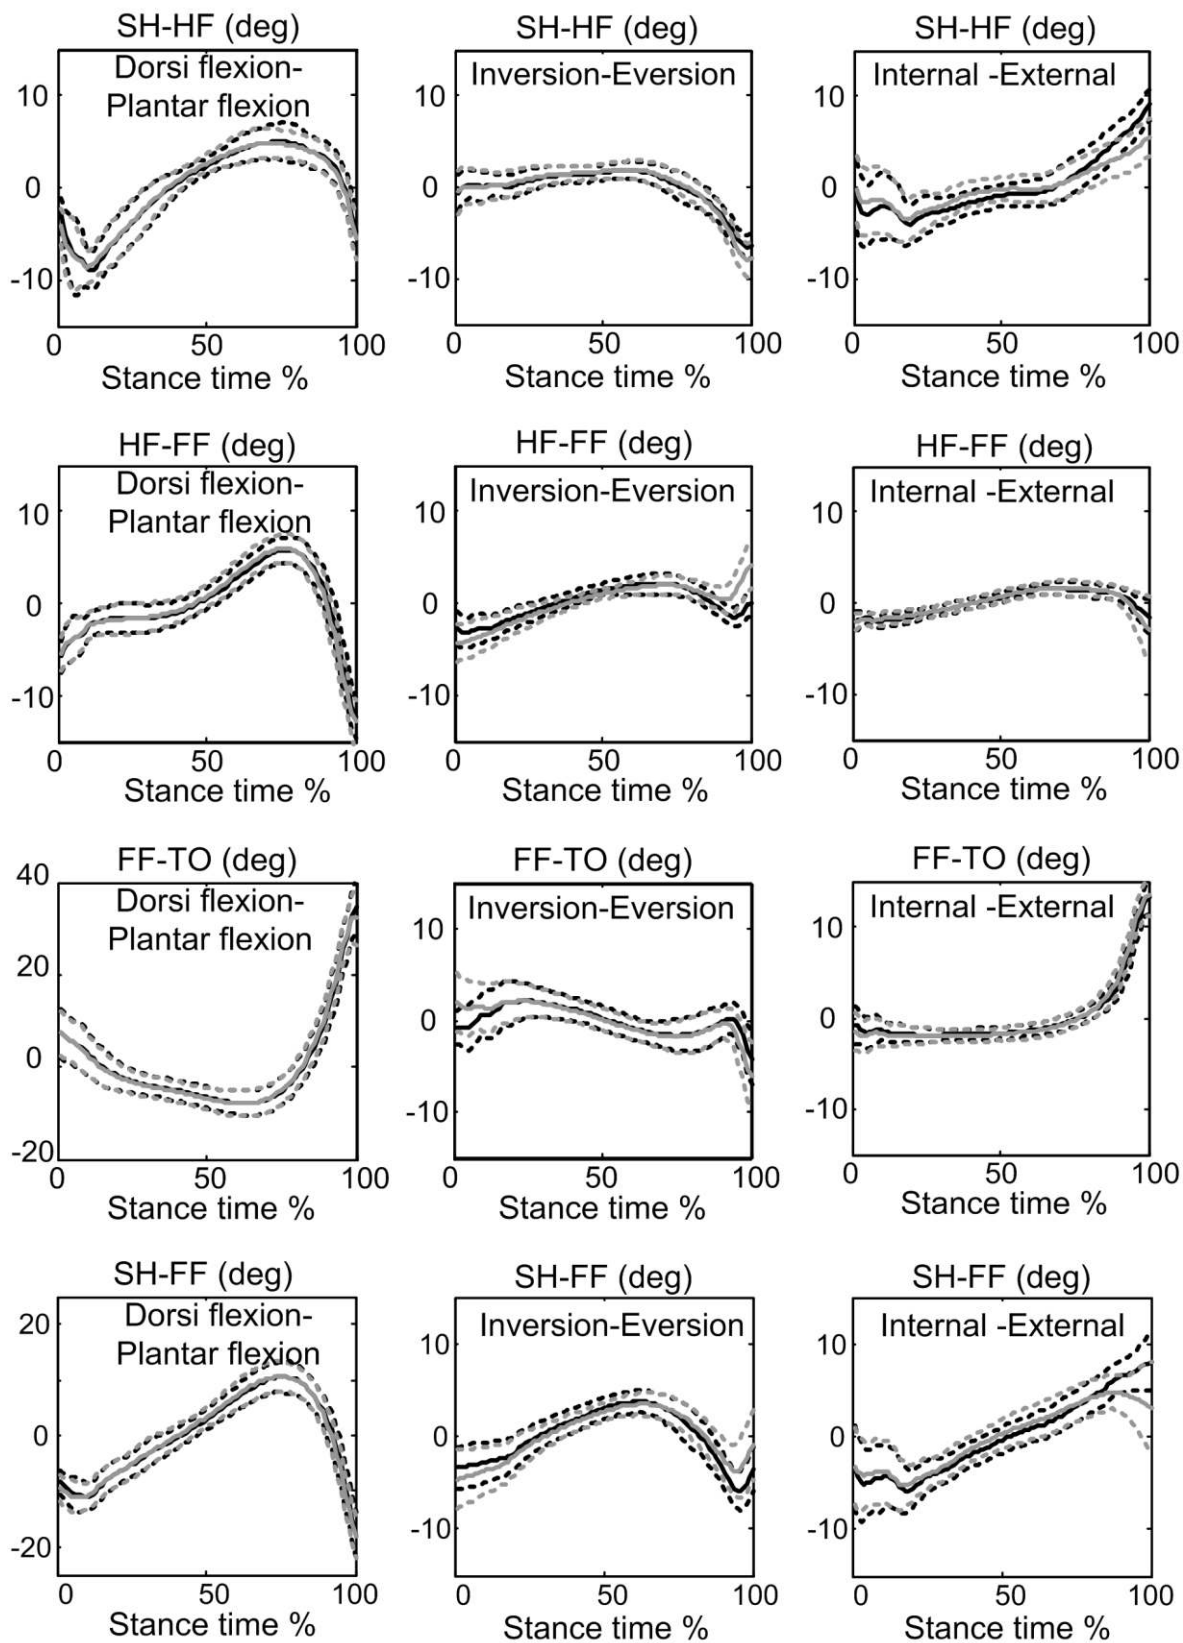 SH-HF (deg)
Dorsi flexion-
Plantar flexion
10
0
-10
0 50 100
Stance time %
SH-HF (deg)
Inversion-Eversion
10
0
-10
0 50 100
Stance time %
SH-HF (deg)
Internal -External
10
0
-10
0 50 100
Stance time %
HF-FF (deg)
Dorsi flexion-
Plantar flexion
10
0
-10
0 50 100
Stance time %
HF-FF (deg)
Inversion-Eversion
10
0
-10
0 50 100
Stance time %
HF-FF (deg)
Internal -External
10
0
-10
0 50 100
Stance time %
FF-TO (deg)
40
Dorsi flexion-
Plantar flexion
20
0
-20
0 50 100
Stance time %
FF-TO (deg)
Inversion-Eversion
10
0
-10
0 50 100
Stance time %
FF-TO (deg)
Internal -External
10
0
-10
0 50 100
Stance time %
SH-FF (deg)
Dorsi flexion-
20
Plantar flexion
0
-20
0 50 100
Stance time %
SH-FF (deg)
Inversion-Eversion
10
0
-10
0 50 100
Stance time %
SH-FF (deg)
Internal -External
10
0
-10
0 50 100
Stance time %